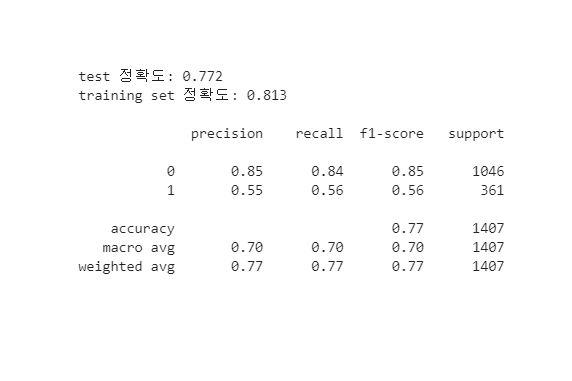 test 정확도: 0.772
training set 정확도: 0.813
precision recall f1-score support
0 0.85 0.84 0.85 1046
1 0.55 0.56 0.56 361
accuracy 0.77 1407
macro avg 0.70 0.70 0.70 1407
weighted avg 0.77 0.77 0.77 1407